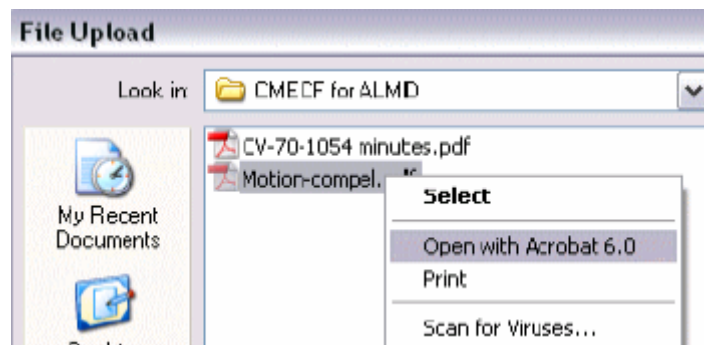 File Upload
Look in:
CMECF for ALMD
CV-70-1054 minutes.pdf
Motion-compel.
Select
My Recent
Documents
Open with Acrobat 6.0
Print
Scan for Viruses...